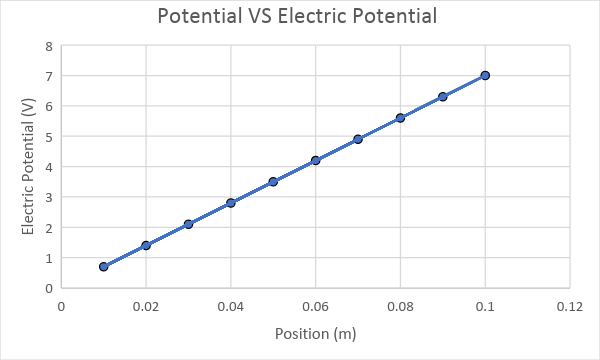 Potential VS Electric Potential
8
7
6
5
4
3
2
1
0
Electric Potential (V)
0 0.02 0.04 0.06 0.08 0.1 0.12
Position (m)